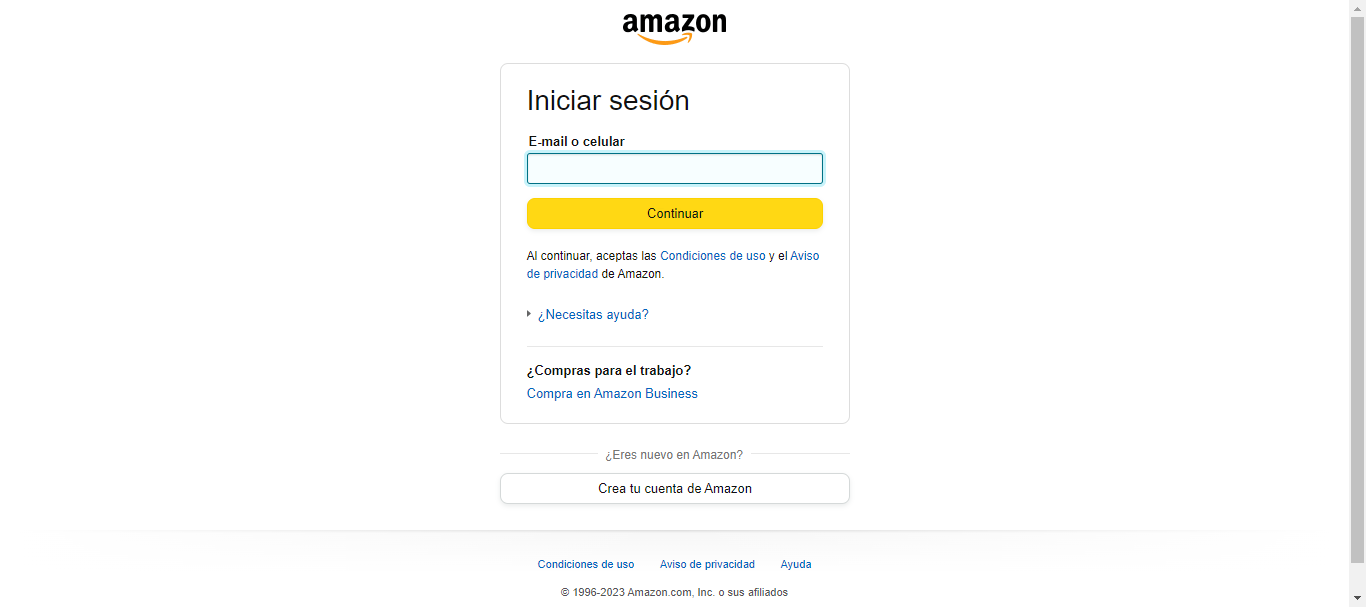 amazon
Iniciar sesión
E-mail o celular
Continuar
Al continuar, aceptas las Condiciones de uso y el Aviso
de privacidad de Amazon.
¿Necesitas ayuda?
¿Compras para el trabajo?
Compra en Amazon Business
¿Eres nuevo en Amazon?
Crea tu cuenta de Amazon
Condiciones de uso Aviso de privacidad Ayuda
© 1996-2023 Amazon.com, Inc. o sus afiliados